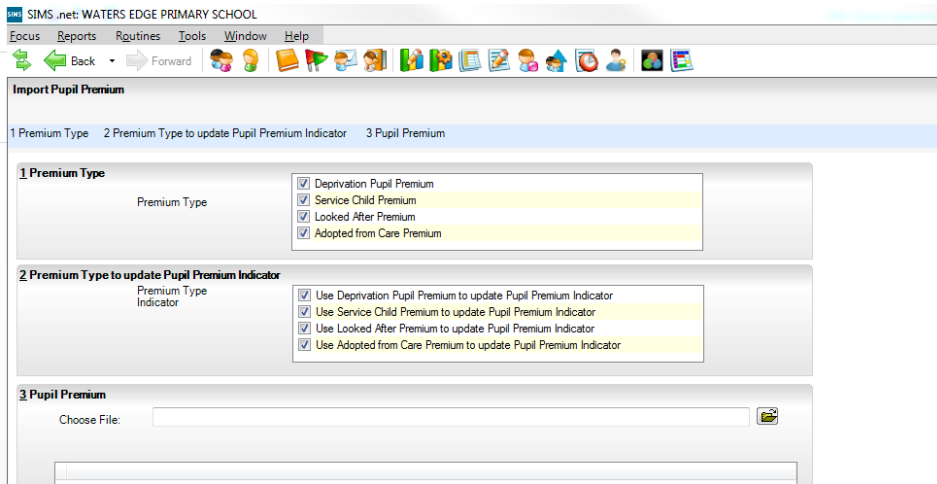 SIMS SIMS .net: WATERS EDGE PRIMARY SCHOOL
Focus Reports Routines Tools Window Help
Back Forward
Import Pupil Premium
1 Premium Type 2 Premium Type to update Pupil Premium Indicator 3 Pupil Premium
1 Premium Type
Premium Type
Deprivation Pupil Premium
Service Child Premium
Looked After Premium
Adopted from Care Premium
2 Premium Type to update Pupil Premium Indicator
Premium Type
Indicator
Use Deprivation Pupil Premium to update Pupil Premium Indicator
Use Service Child Premium to update Pupil Premium Indicator
Use Looked After Premium to update Pupil Premium Indicator
Use Adopted from Care Premium to update Pupil Premium Indicator
3 Pupil Premium
Choose File: